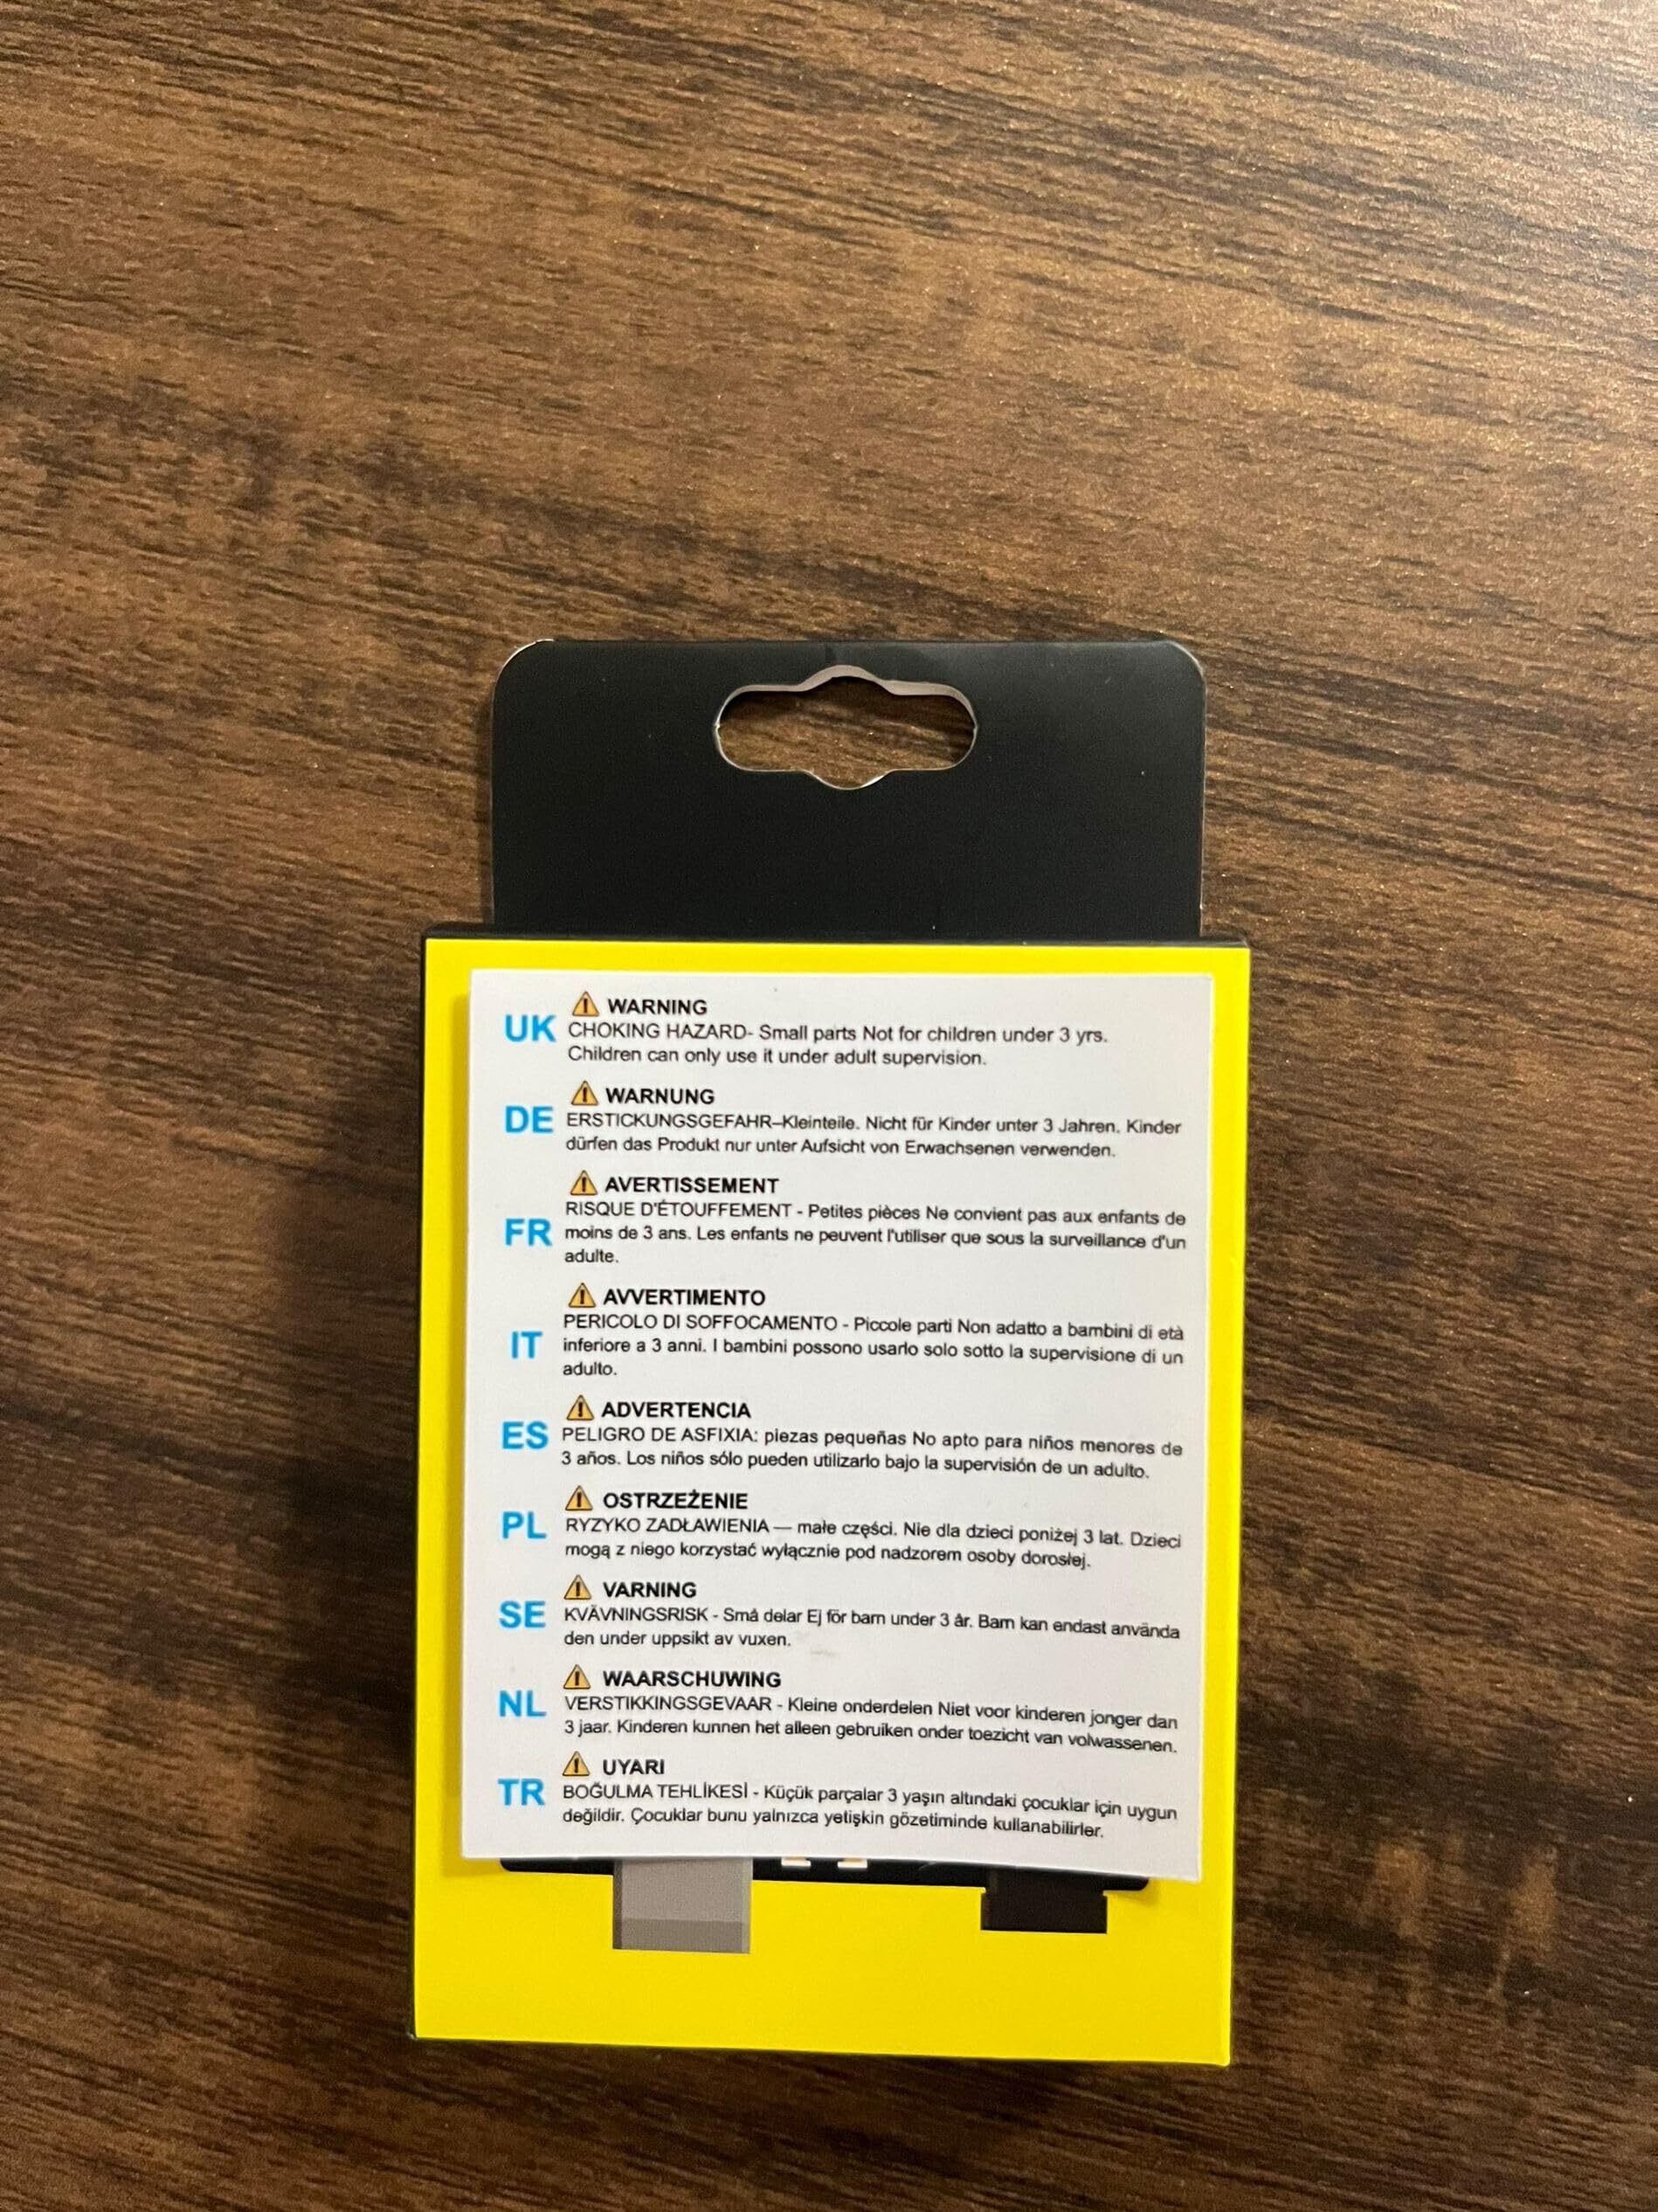 UK
WARNING
CHOKING HAZARD- Small parts Not for children under 3 yrs.
Children can only use it under adult supervision.
DE
WARNUNG
ERSTICKUNGSGEFAHR–Kleinteile. Nicht für Kinder unter 3 Jahren. Kinder
dürfen das Produkt nur unter Aufsicht von Erwachsenen verwenden.
FR
AVERTISSEMENT
RISQUE D'ÉTOUFFEMENT - Petites pièces Ne convient pas aux enfants de
moins de 3 ans. Les enfants ne peuvent l'utiliser que sous la surveillance d'un
adulte.
IT
AVVERTIMENTO
PERICOLO DI SOFFOCAMENTO - Piccole parti Non adatto a bambini di età
inferiore a 3 anni. I bambini possono usarlo solo sotto la supervisione di un
adulto.
ES
ADVERTENCIA
PELIGRO DE ASFIXIA: piezas pequeñas No apto para niños menores de
3 años. Los niños sólo pueden utilizarlo bajo la supervisión de un adulto.
PL
OSTRZEŻENIE
RYZYKO ZADŁAWIENIA — małe części. Nie dla dzieci poniżej 3 lat. Dzieci
mogą z niego korzystać wyłącznie pod nadzorem osoby dorosłej.
SE
VARNING
KVÄVNINGSRISK - Små delar Ej för barn under 3 år. Barn kan endast använda
den under uppsikt av vuxen.
NL
WAARSCHUWING
VERSTIKKINGSGEVAAR - Kleine onderdelen Niet voor kinderen jonger dan
3 jaar. Kinderen kunnen het alleen gebruiken onder toezicht van volwassenen.
TR
UYARI
BOĞULMA TEHLİKESİ - Küçük parçalar 3 yaşın altındaki çocuklar için uygun
değildir. Çocuklar bunu yalnızca yetişkin gözetiminde kullanabilirler.